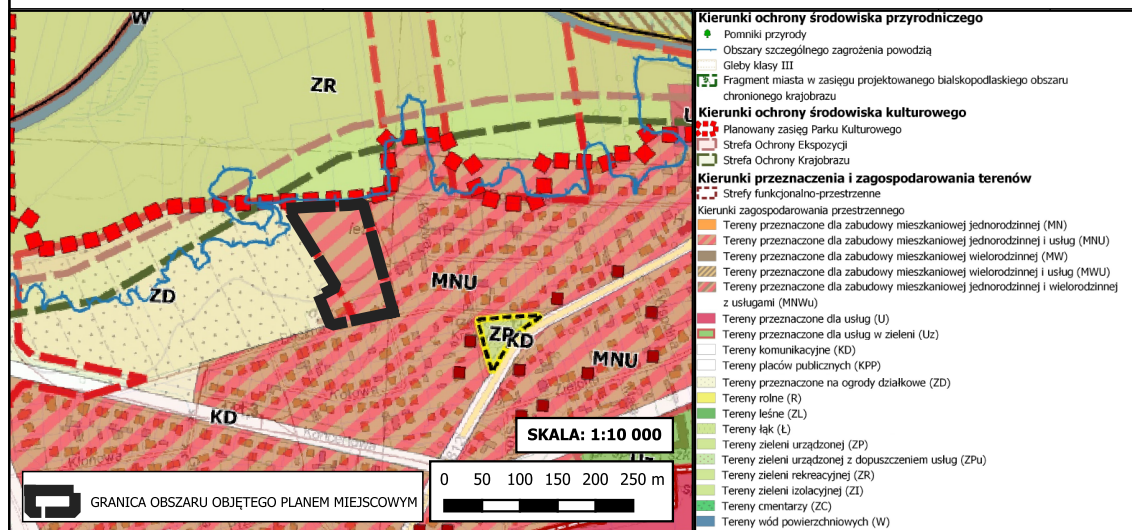 W
ZR
U
ZD
MNU
ZP
KD
MNU
KD
Kolorowa
Koncertowa
Klonowa
Zielona
SKALA: 1:10 000
0 50 100 150 200 250 m
GRANICA OBSZARU OBJĘTEGO PLANEM MIEJSCOWYM
Kierunki ochrony środowiska przyrodniczego
Pomniki przyrody
Obszary szczególnego zagrożenia powodzią
Gleby klasy III
Fragment miasta w zasięgu projektowanego bialskopodlaskiego obszaru
chronionego krajobrazu
Kierunki ochrony środowiska kulturowego
Planowany zasięg Parku Kulturowego
Strefa Ochrony Ekspozycji
Strefa Ochrony Krajobrazu
Kierunki przeznaczenia i zagospodarowania terenów
Strefy funkcjonalno-przestrzenne
Kierunki zagospodarowania przestrzennego
Tereny przeznaczone dla zabudowy mieszkaniowej jednorodzinnej (MN)
Tereny przeznaczone dla zabudowy mieszkaniowej jednorodzinnej i usług (MNU)
Tereny przeznaczone dla zabudowy mieszkaniowej wielorodzinnej (MW)
Tereny przeznaczone dla zabudowy mieszkaniowej wielorodzinnej i usług (MWU)
Tereny przeznaczone dla zabudowy mieszkaniowej jednorodzinnej i wielorodzinnej
z usługami (MNWu)
Tereny przeznaczone dla usług (U)
Tereny przeznaczone dla usług w zieleni (Uz)
Tereny komunikacyjne (KD)
Tereny placów publicznych (KPP)
Tereny przeznaczone na ogrody działkowe (ZD)
Tereny rolne (R)
Tereny leśne (ZL)
Tereny łąk (Ł)
Tereny zieleni urządzonej (ZP)
Tereny zieleni urządzonej z dopuszczeniem usług (ZPu)
Tereny zieleni rekreacyjnej (ZR)
Tereny zieleni izolacyjnej (ZI)
Tereny cmentarzy (ZC)
Tereny wód powierzchniowych (W)